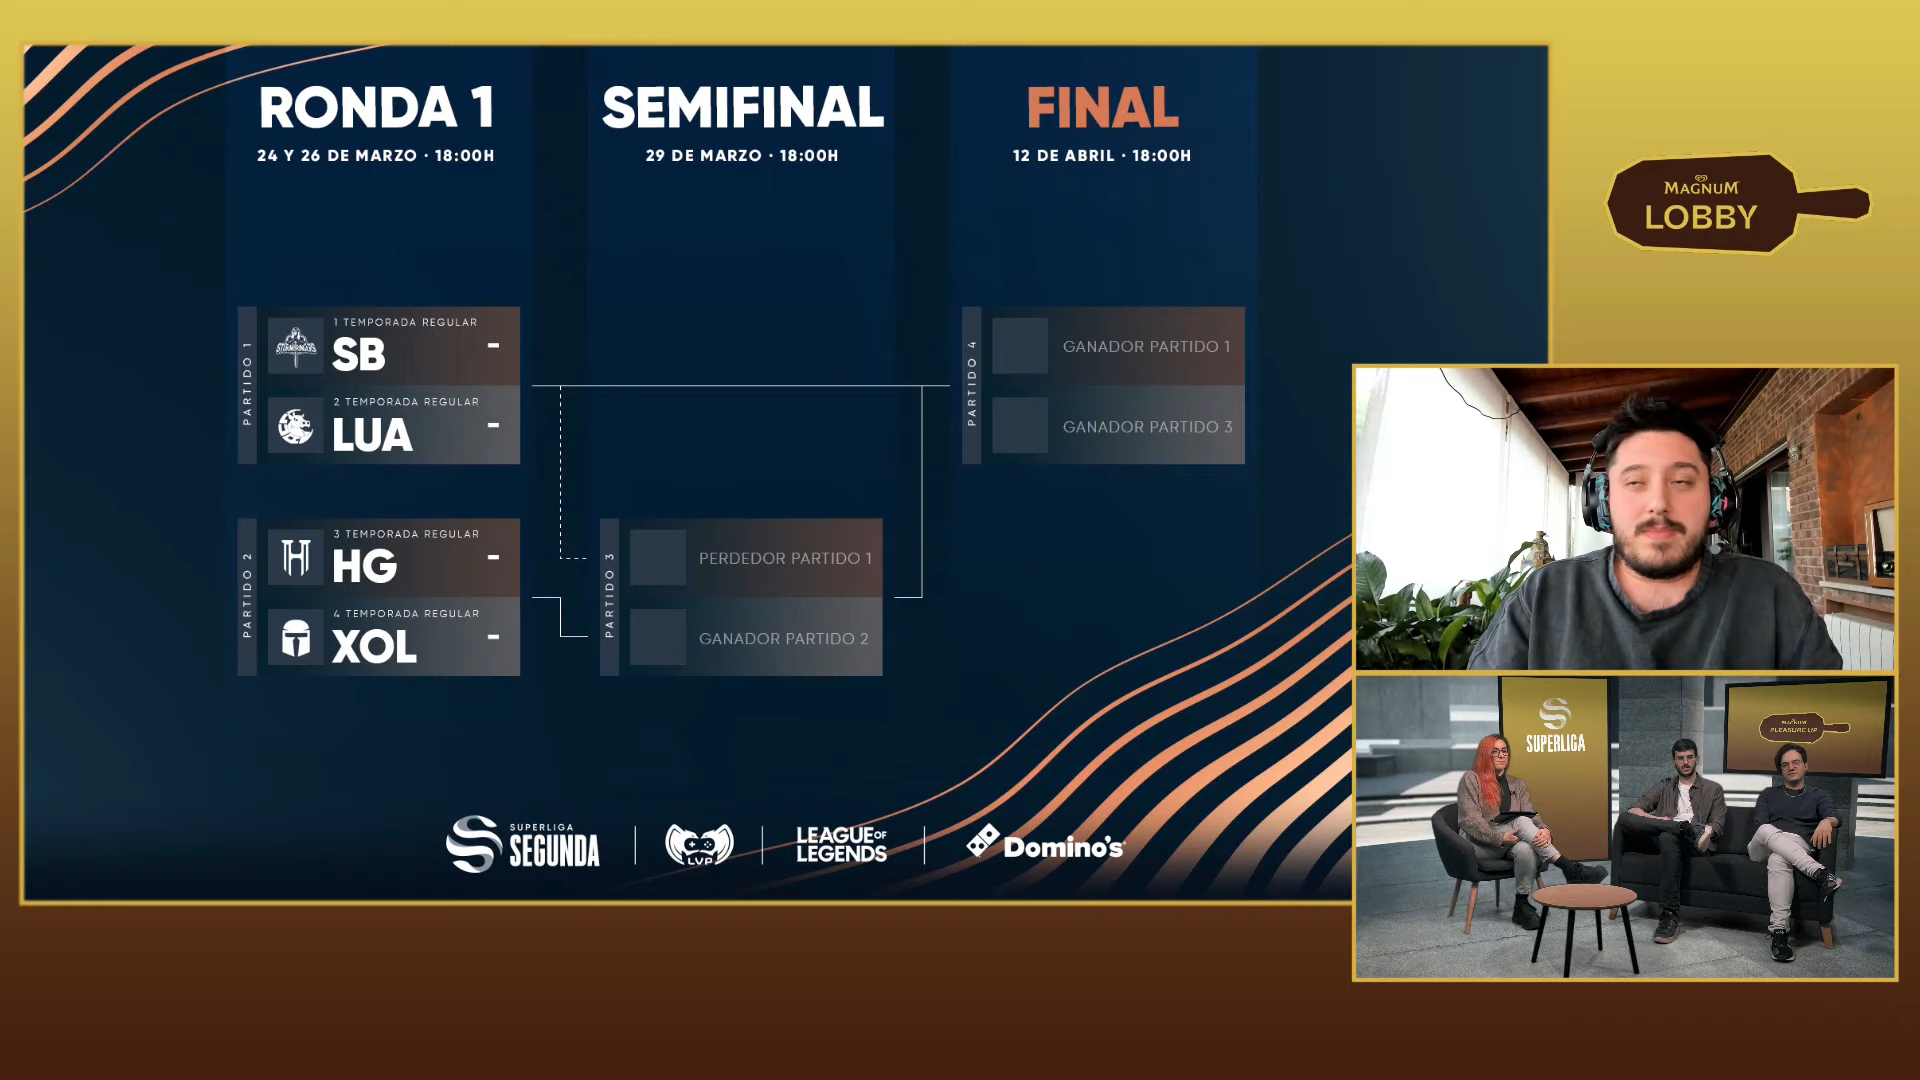 RONDA 1
24 Y 26 DE MARZO · 18:00H
SEMIFINAL
29 DE MARZO · 18:00H
FINAL
12 DE ABRIL · 18:00H
MAGNUM
LOBBY
PARTIDO 1
1 TEMPORADA REGULAR
SB
-
2 TEMPORADA REGULAR
LUA
-
PARTIDO 2
3 TEMPORADA REGULAR
HG
-
4 TEMPORADA REGULAR
XOL
-
PARTIDO 3
PERDEDOR PARTIDO 1
GANADOR PARTIDO 2
PARTIDO 4
GANADOR PARTIDO 1
GANADOR PARTIDO 3
SUPERLIGA
SEGUNDA
LVP
LEAGUE OF
LEGENDS
Domino's
SUPERLIGA
MAGNUM
PLEASURE UP